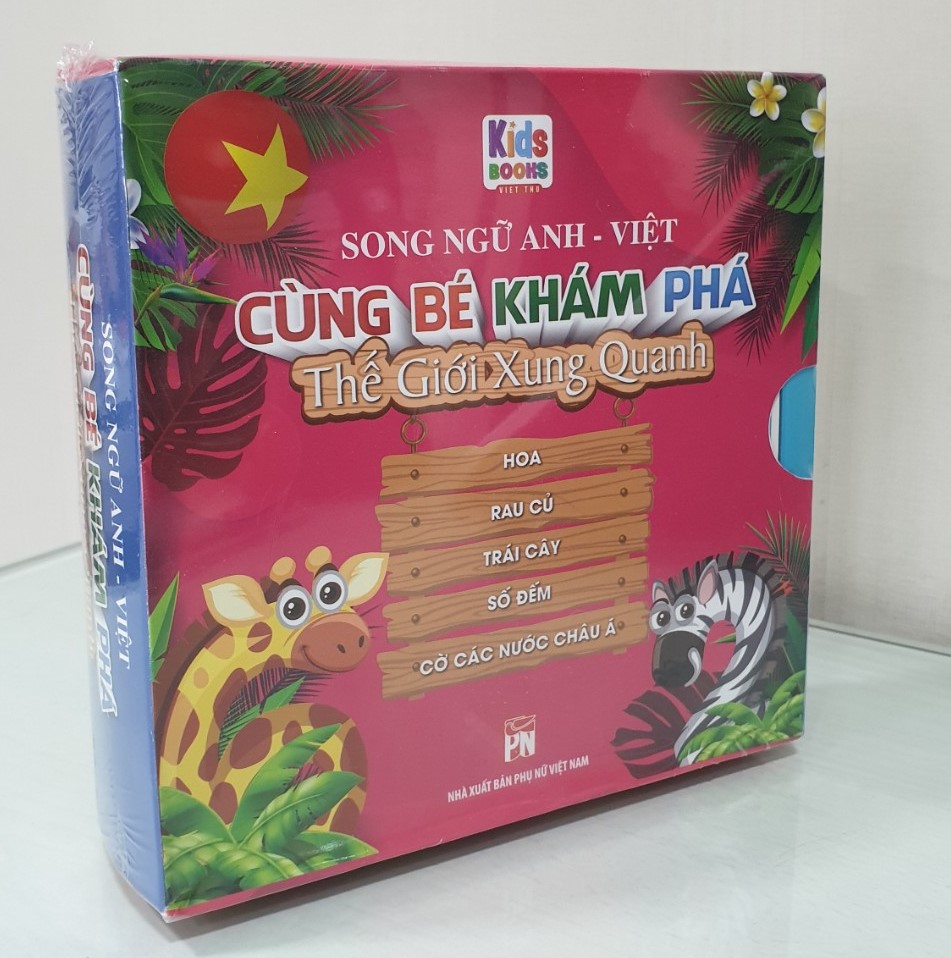 Kids
BOOKS
VIET THU
SONG NGỮ ANH - VIỆT
CÙNG BÉ KHÁM PHÁ
Thế Giới Xung Quanh
HOA
RAU CỦ
TRÁI CÂY
SỐ ĐẾM
CỜ CÁC NƯỚC CHÂU Á
PN
NHÀ XUẤT BẢN PHỤ NỮ VIỆT NAM
SONG NGỮ ANH - VIỆT
CÙNG BÉ KHÁM PHÁ